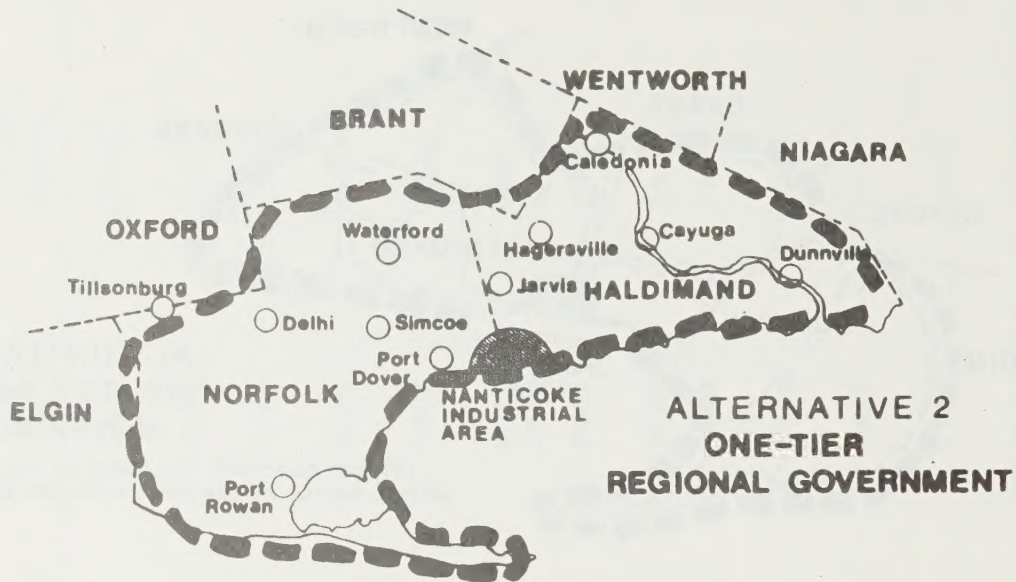 WENTWORTH
BRANT
NIAGARA
Caledonia
OXFORD
Waterford
Hagersville
Cayuga
Dunnville
Tillsonburg
Jarvis
HALDIMAND
Delhi
Simcoe
Port
Dover
NORFOLK
NANTICOKE
INDUSTRIAL
AREA
ELGIN
Port
Rowan
ALTERNATIVE 2
ONE-TIER
REGIONAL GOVERNMENT